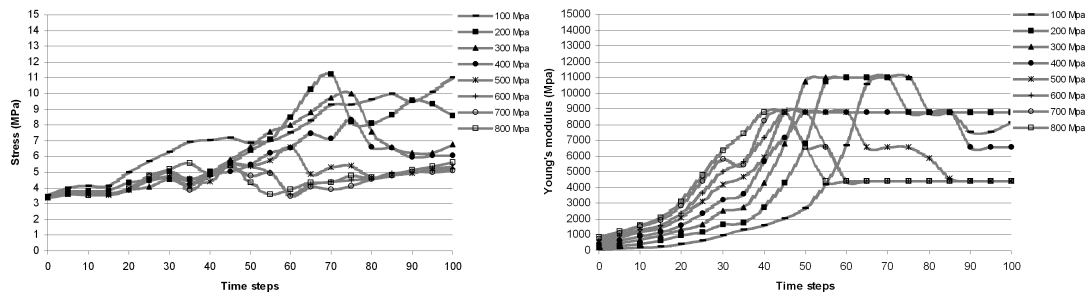 15
14
13
12
11
10
9
8
7
6
5
4
3
2
1
0
Stress (MPa)
0 10 20 30 40 50 60 70 80 90 100
Time steps
100 Mpa
200 Mpa
300 Mpa
400 Mpa
500 Mpa
600 Mpa
700 Mpa
800 Mpa
15000
14000
13000
12000
11000
10000
9000
8000
7000
6000
5000
4000
3000
2000
1000
0
Young's modulus (Mpa)
0 10 20 30 40 50 60 70 80 90 100
Time steps
100 Mpa
200 Mpa
300 Mpa
400 Mpa
500 Mpa
600 Mpa
700 Mpa
800 Mpa